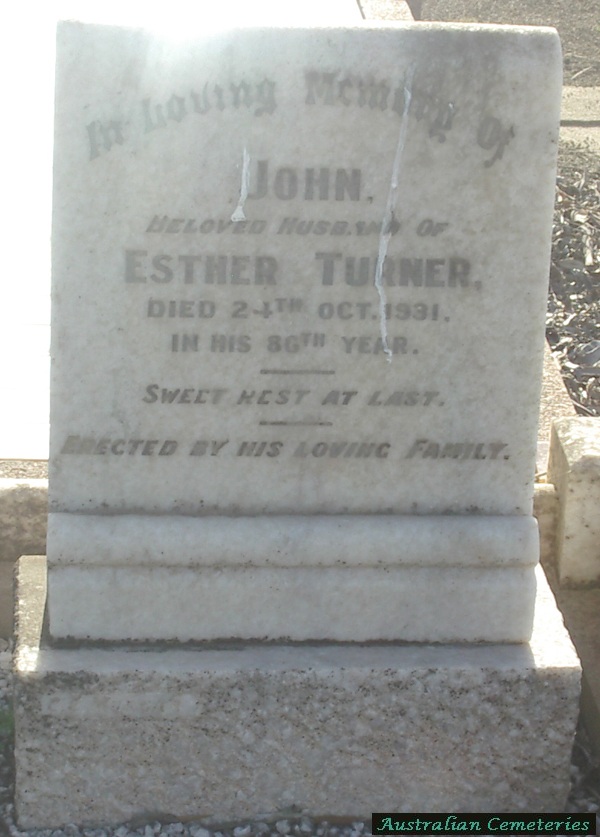 In Loving Memory Of
JOHN,
BELOVED HUSBAND OF
ESTHER TURNER,
DIED 24TH OCT. 1931.
IN HIS 86TH YEAR.
SWEET REST AT LAST.
ERECTED BY HIS LOVING FAMILY.
Australian Cemeteries